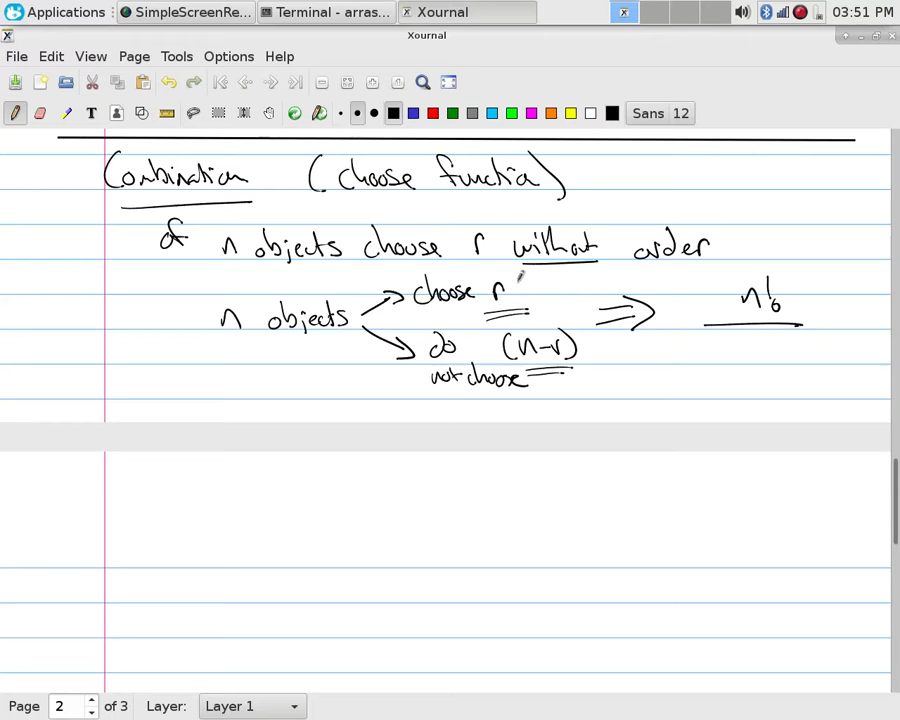 Applications SimpleScreenRe... Terminal - arras... Xournal 03:51 PM
Xournal
File Edit View Page Tools Options Help
T Sans 12
Combination (choose function)
of n objects choose r without order
n objects choose r ⇒ n!
do (n-r)
not choose
Page 2 of 3 Layer: Layer 1